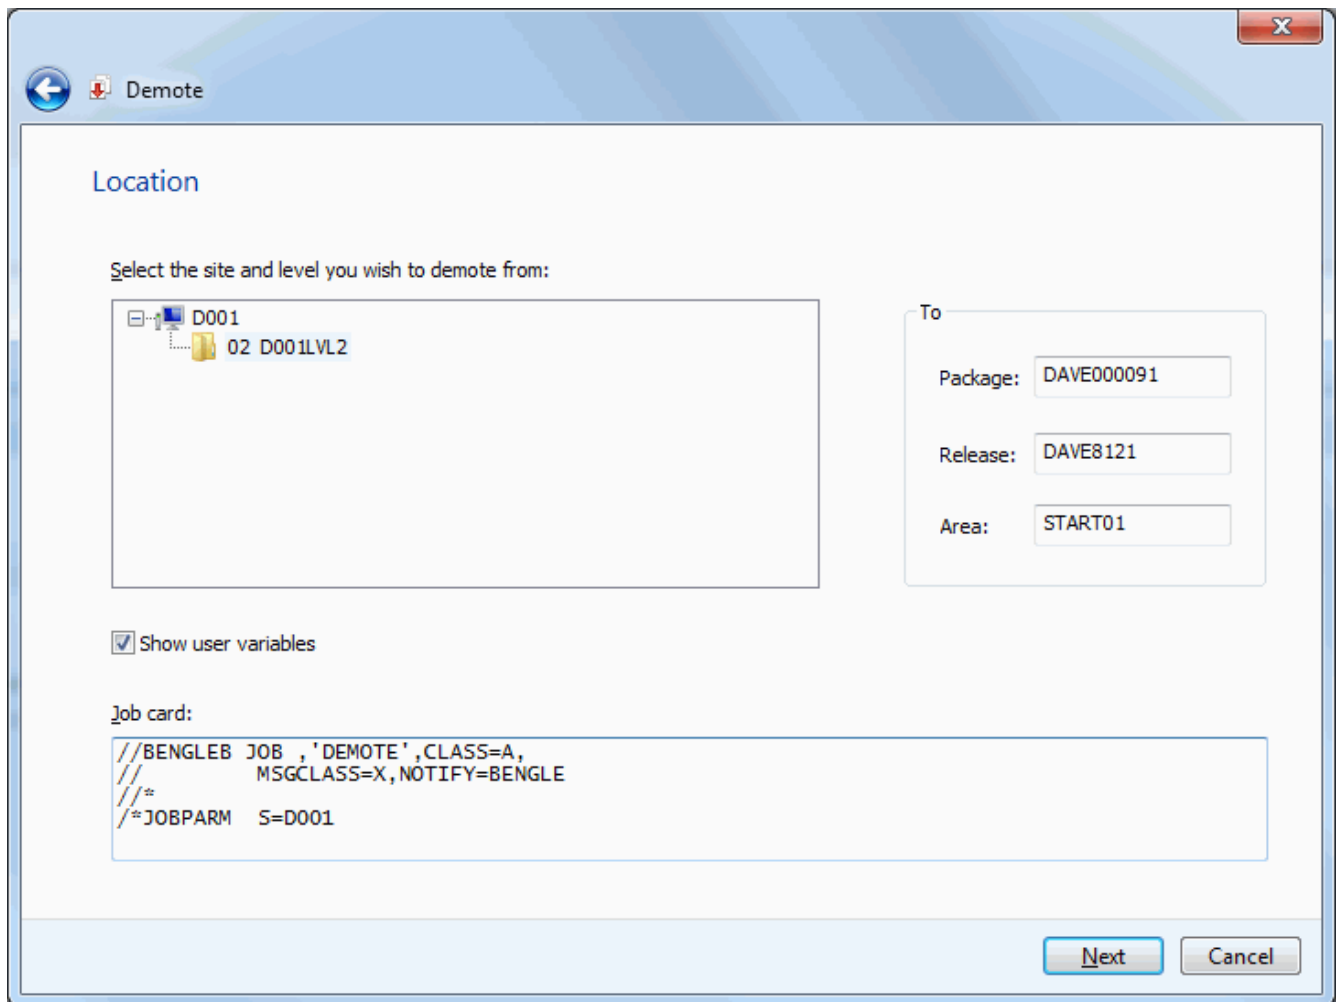 Demote
Location
Select the site and level you wish to demote from:
D001
02 D001LVL2
To
Package: DAVE000091
Release: DAVE8121
Area: START01
Show user variables
Job card:
//BENGLEB JOB ,'DEMOTE',CLASS=A,
//         MSGCLASS=X,NOTIFY=BENGLE
//*
/*JOBPARM  S=D001
Next
Cancel